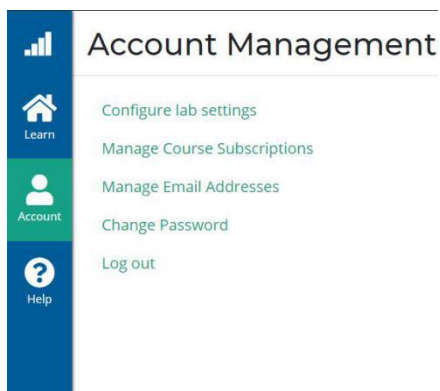 Account Management
Learn
Account
Help
Configure lab settings
Manage Course Subscriptions
Manage Email Addresses
Change Password
Log out